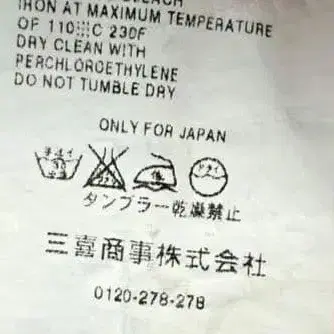 BLEACH
IRON AT MAXIMUM TEMPERATURE
OF 110 C 230F
DRY CLEAN WITH
PERCHLOROETHYLENE
DO NOT TUMBLE DRY
ONLY FOR JAPAN
タンブラー乾燥禁止
三喜商事株式会社
0120-278-278